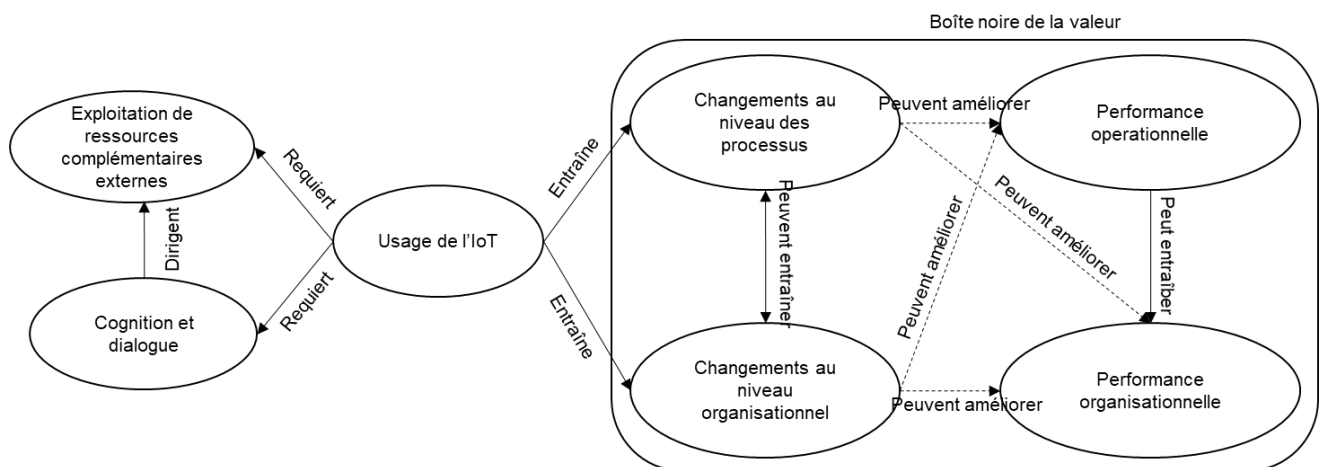 Boîte noire de la valeur
Exploitation de
ressources
complémentaires
externes
Requiert
Dirigent
Cognition et
dialogue
Requiert
Usage de l'IoT
Entraîne
Entraîne
Changements au
niveau des
processus
Peuvent améliorer
Performance
operationnelle
Peuvent entraîner
Peuvent améliorer
Peuvent améliorer
Peut entraîber
Changements au
niveau
organisationnel
Peuvent améliorer
Performance
organisationnelle